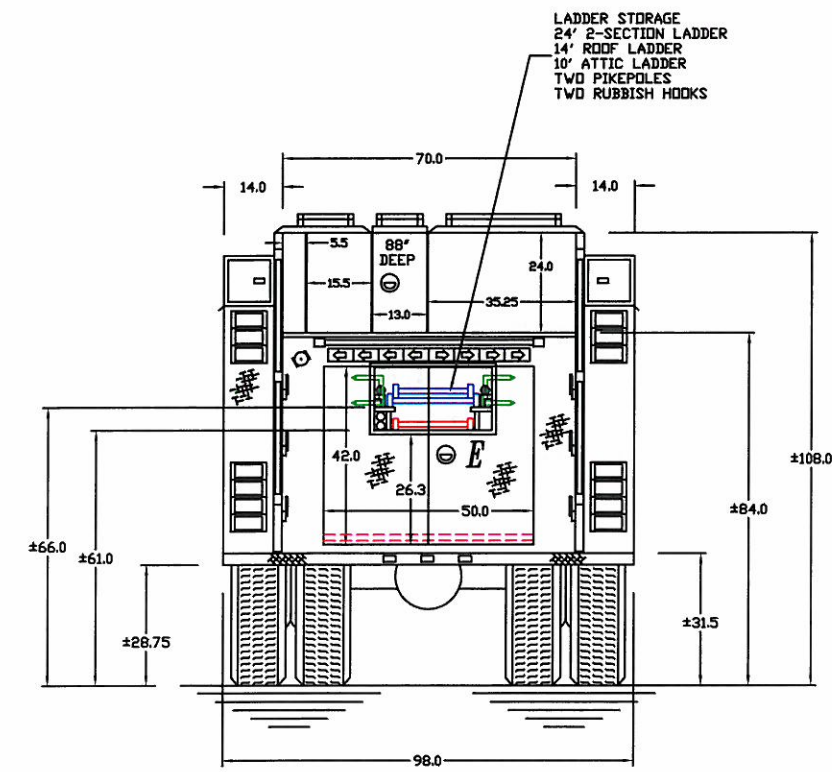 LADDER STORAGE
24' 2-SECTION LADDER
14' ROOF LADDER
10' ATTIC LADDER
TWO PIKEPOLES
TWO RUBBISH HOOKS
70.0
14.0
14.0
5.5
88"
DEEP
24.0
15.5
35.25
13.0
42.0
E
±108.0
26.3
50.0
±84.0
±66.0
±61.0
±31.5
±28.75
98.0